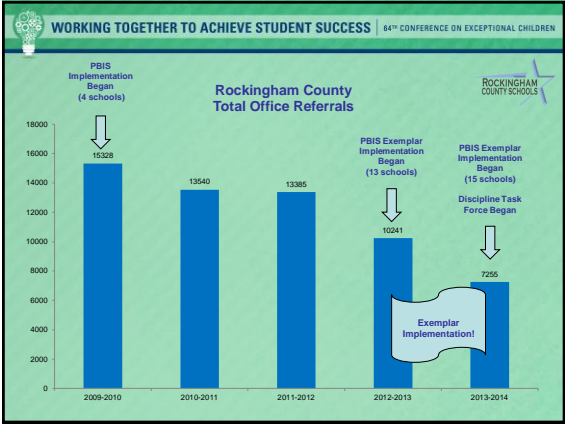 WORKING TOGETHER TO ACHIEVE STUDENT SUCCESS | 64TH CONFERENCE ON EXCEPTIONAL CHILDREN
PBIS
Implementation
Began
(4 schools)
Rockingham County
Total Office Referrals
ROCKINGHAM
COUNTY SCHOOLS
PBIS Exemplar
Implementation
Began
(13 schools)
PBIS Exemplar
Implementation
Began
(15 schools)
Discipline Task
Force Began
18000
16000
14000
12000
10000
8000
6000
4000
2000
0
15328
13540
13385
10241
7255
Exemplar
Implementation!
2009-2010
2010-2011
2011-2012
2012-2013
2013-2014